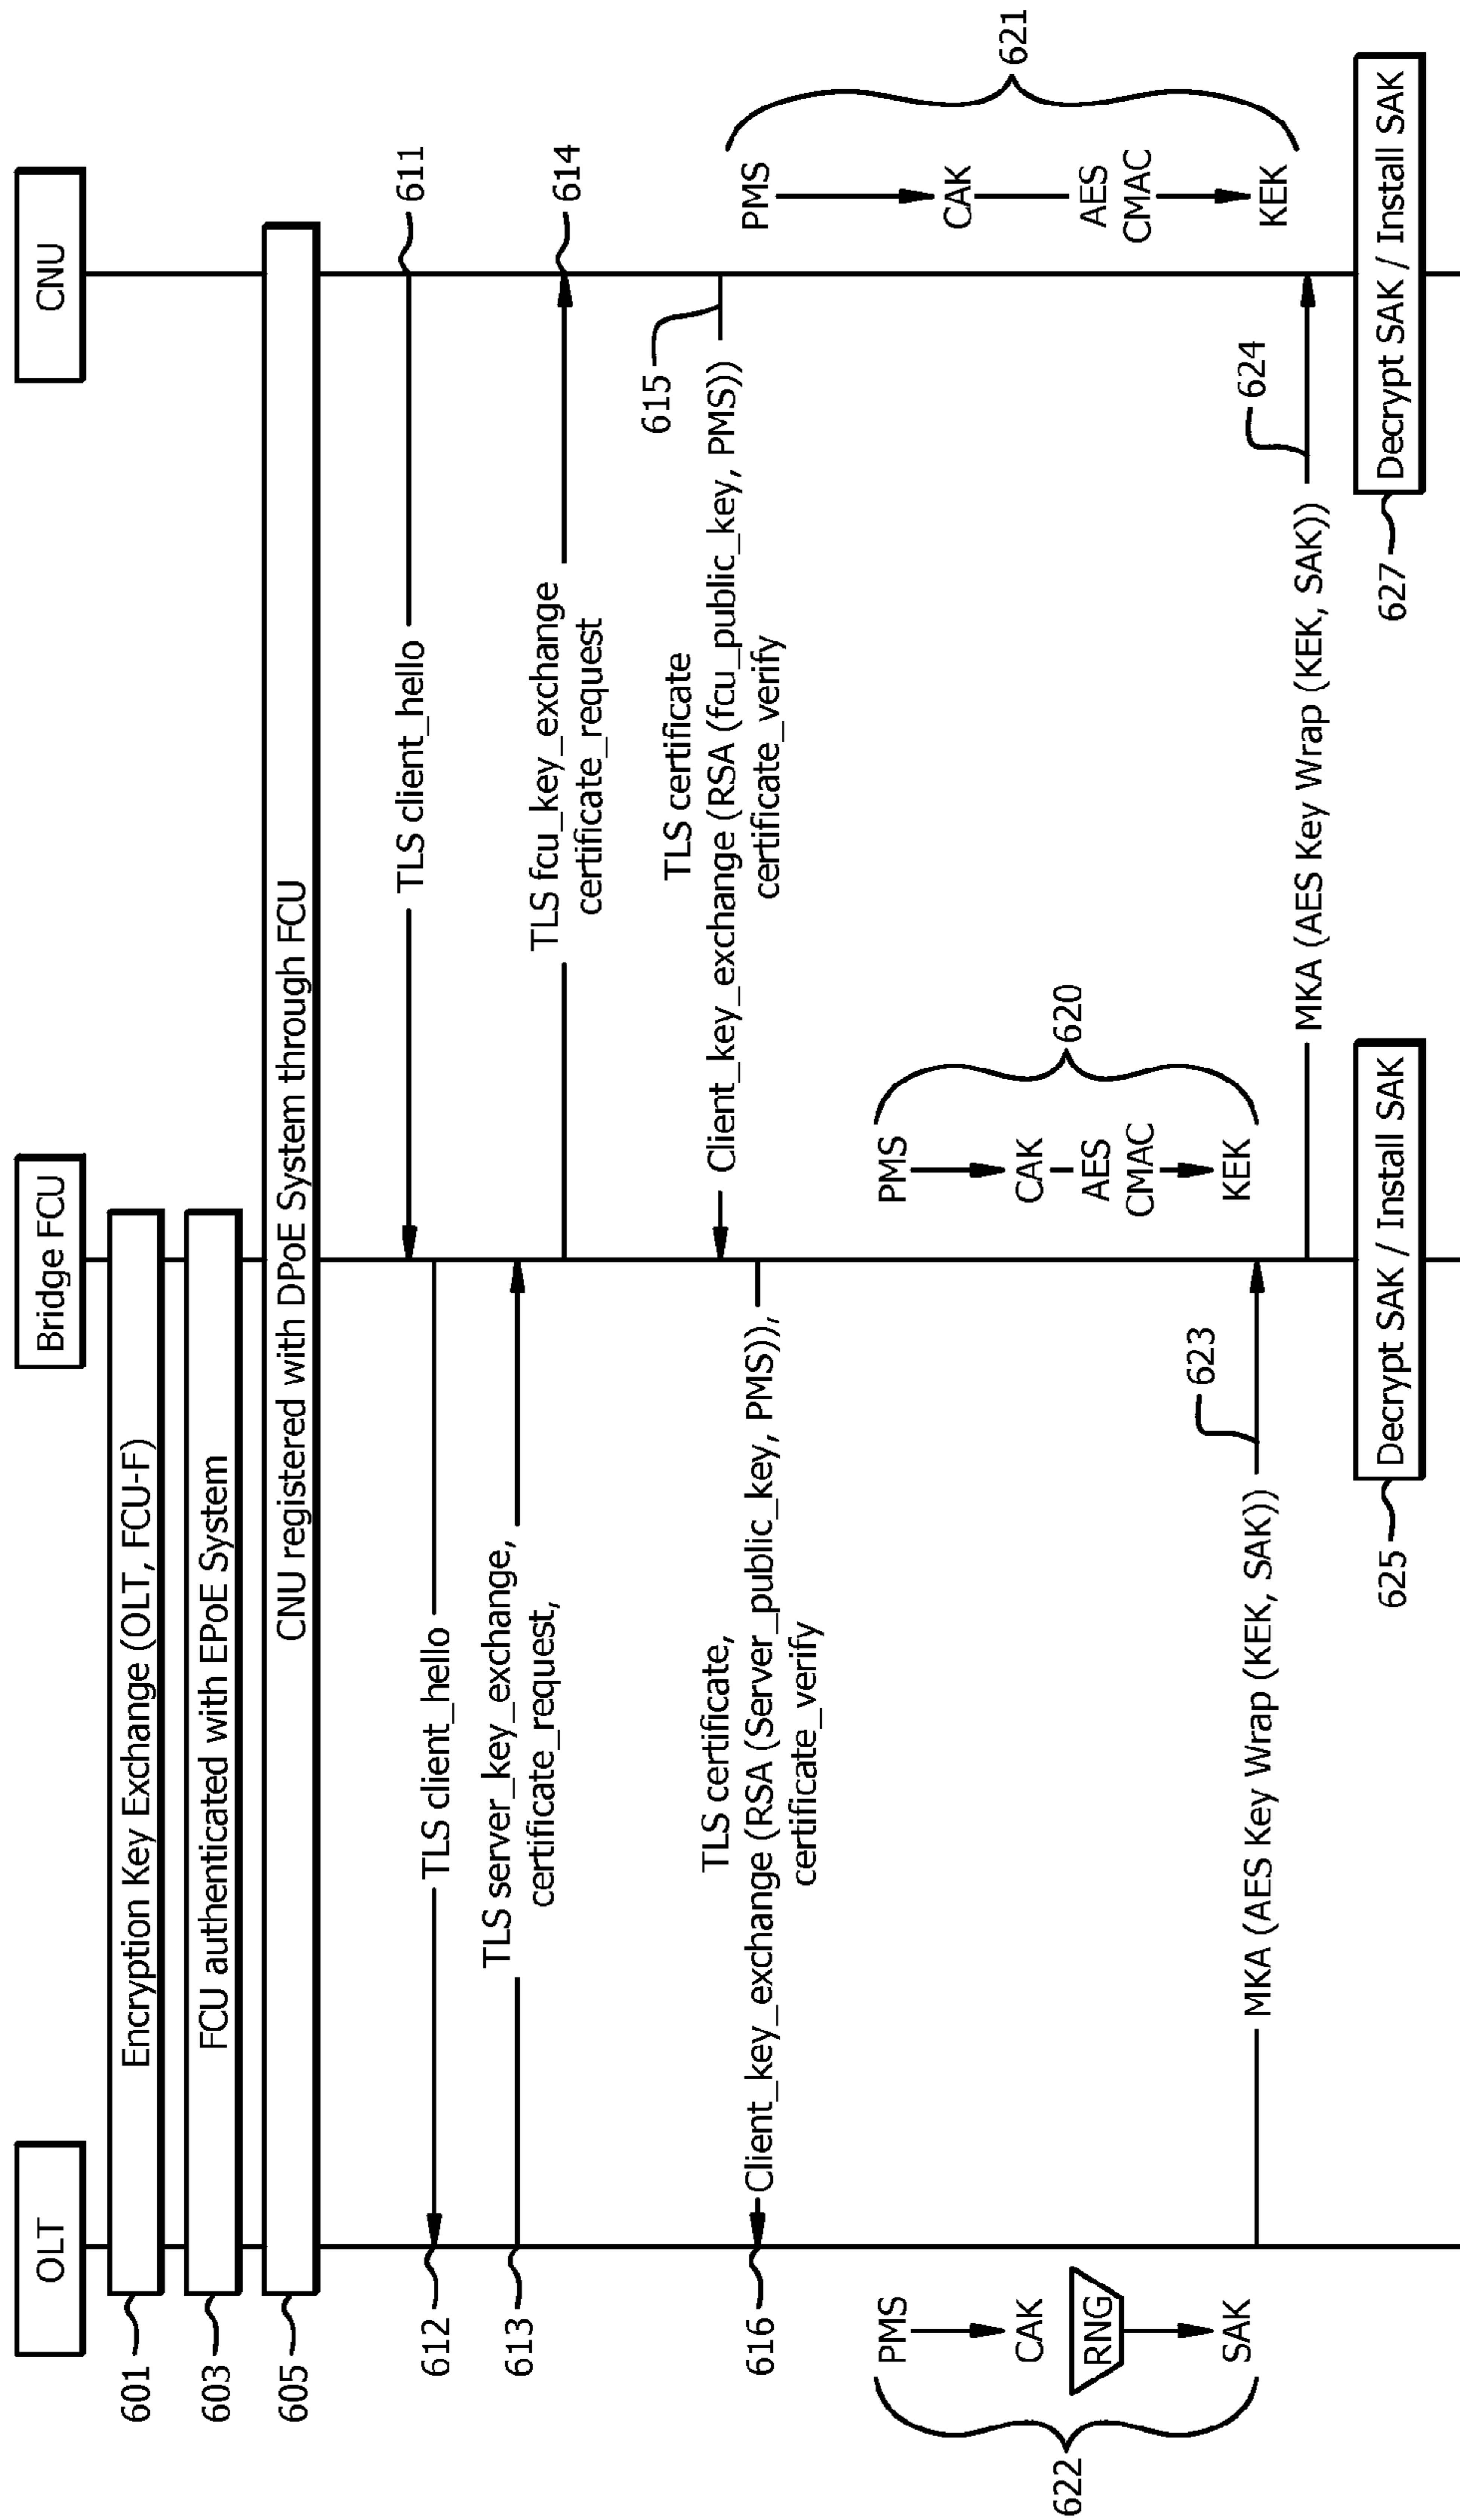 OLT
Bridge FCU
CNU
601
Encryption Key Exchange (OLT, FCU-F)
603
FCU authenticated with EPoE System
605
CNU registered with DPoE System through FCU
TLS client_hello
611
612
TLS client_hello
613
TLS server_key_exchange,
certificate_request,
TLS fcu_key_exchange
certificate_request
614
615
TLS certificate
Client_key_exchange (RSA (fcu_public_key, PMS))
certificate_verify
616
TLS certificate,
Client_key_exchange (RSA (Server_public_key, PMS)),
certificate_verify
622
PMS
CAK
RNG
SAK
PMS
CAK
AES
CMAC
KEK
620
PMS
CAK
AES
CMAC
KEK
621
MKA (AES Key Wrap (KEK, SAK))
623
MKA (AES Key Wrap (KEK, SAK))
624
625
Decrypt SAK / Install SAK
627
Decrypt SAK / Install SAK